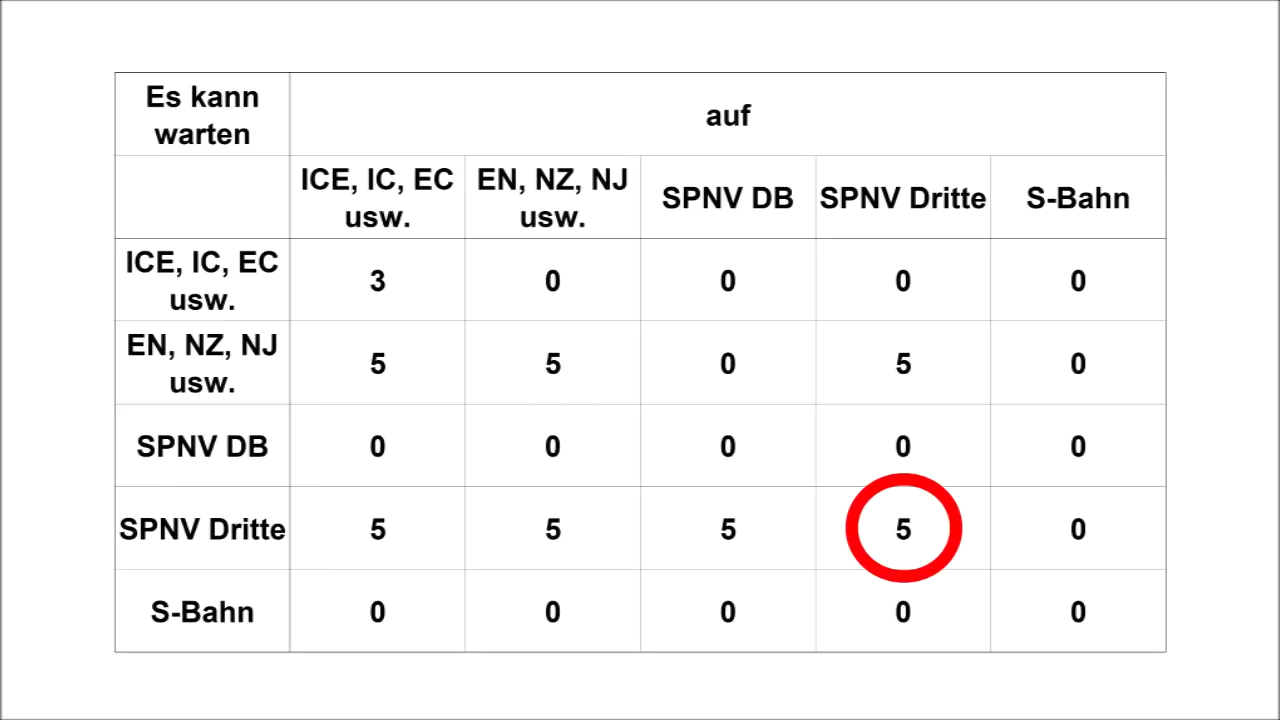 Es kann
warten
auf
ICE, IC, EC
usw.
EN, NZ, NJ
usw.
SPNV DB
SPNV Dritte
S-Bahn
ICE, IC, EC
usw.
3
0
0
0
0
EN, NZ, NJ
usw.
5
5
0
5
0
SPNV DB
0
0
0
0
0
SPNV Dritte
5
5
5
5
0
S-Bahn
0
0
0
0
0